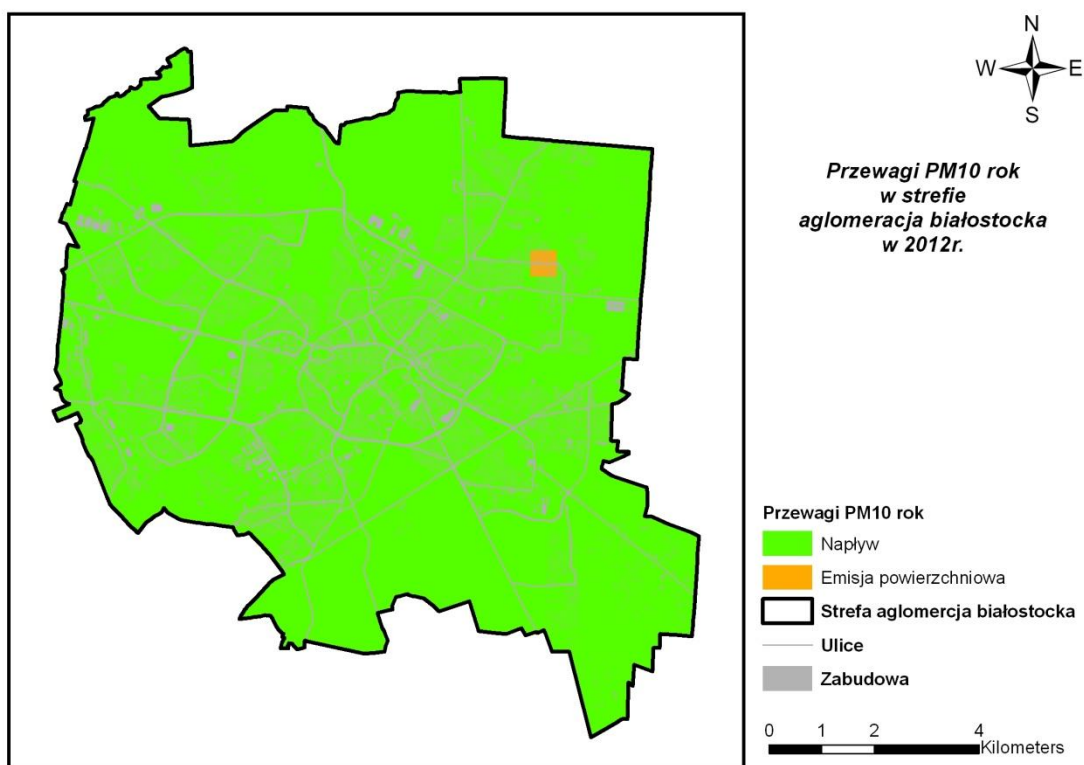 N
W E
S
Przewagi PM10 rok
w strefie
aglomeracja białostocka
w 2012r.
Przewagi PM10 rok
Napływ
Emisja powierzchniowa
Strefa aglomercja białostocka
Ulice
Zabudowa
0 1 2 4
Kilometers